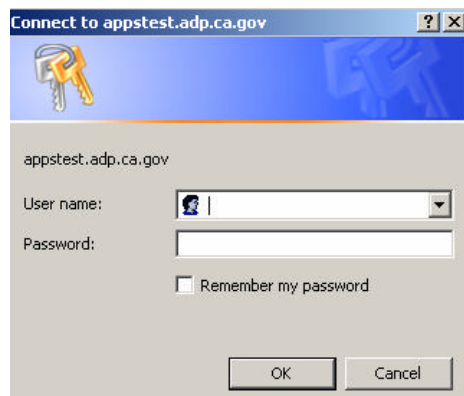 Connect to appstest.adp.ca.gov
appstest.adp.ca.gov
User name:
Password:
Remember my password
OK Cancel